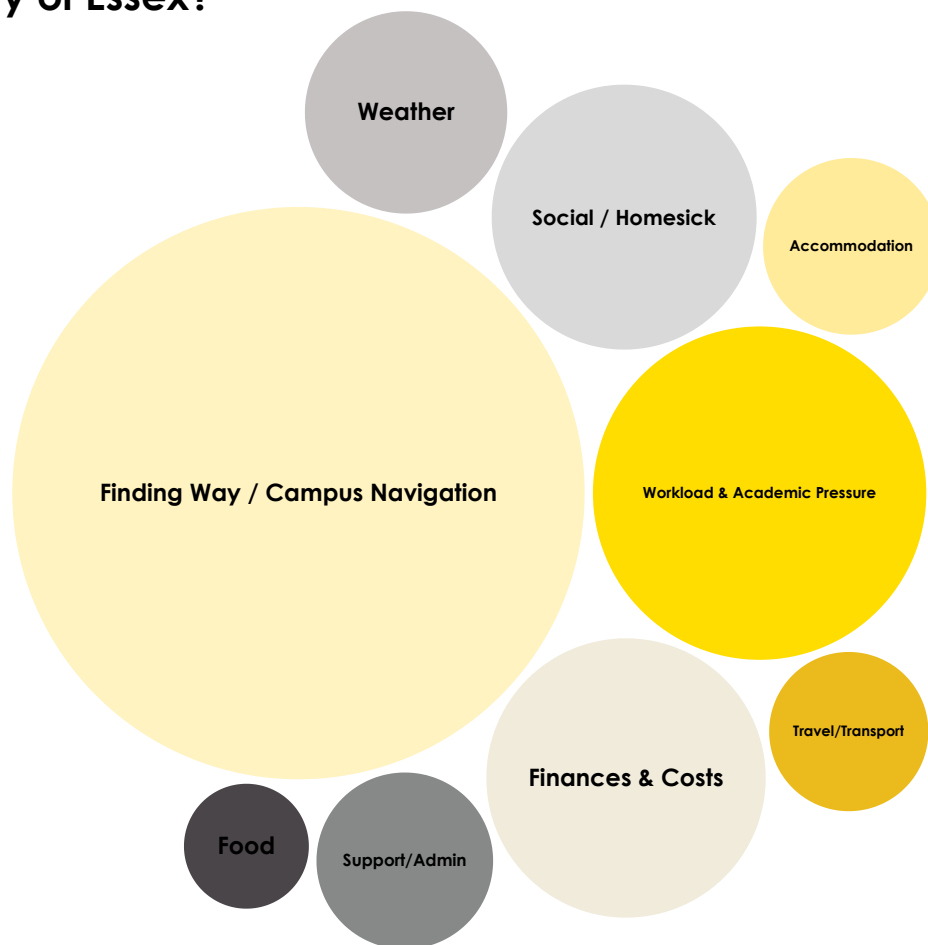 y of Essex?
Weather
Social / Homesick
Accommodation
Finding Way / Campus Navigation
Workload & Academic Pressure
Travel/Transport
Finances & Costs
Food
Support/Admin